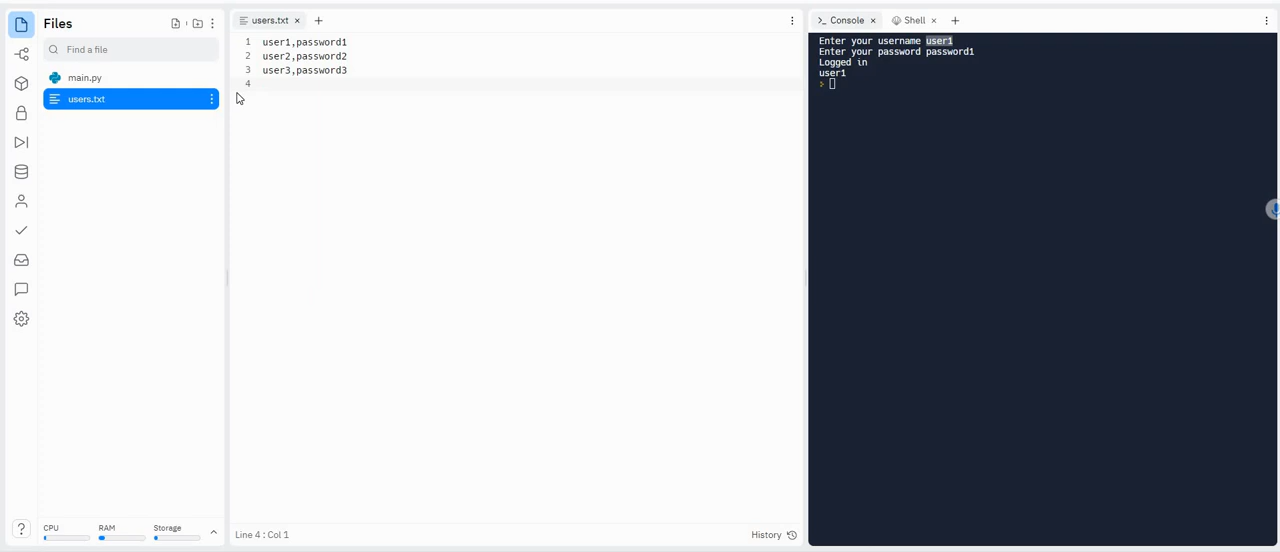 Files
Find a file
main.py
users.txt
CPU
RAM
Storage
users.txt
1 user1,password1
2 user2,password2
3 user3,password3
4
Line 4 : Col 1
History
Console
Shell
Enter your username user1
Enter your password password1
Logged in
user1
>